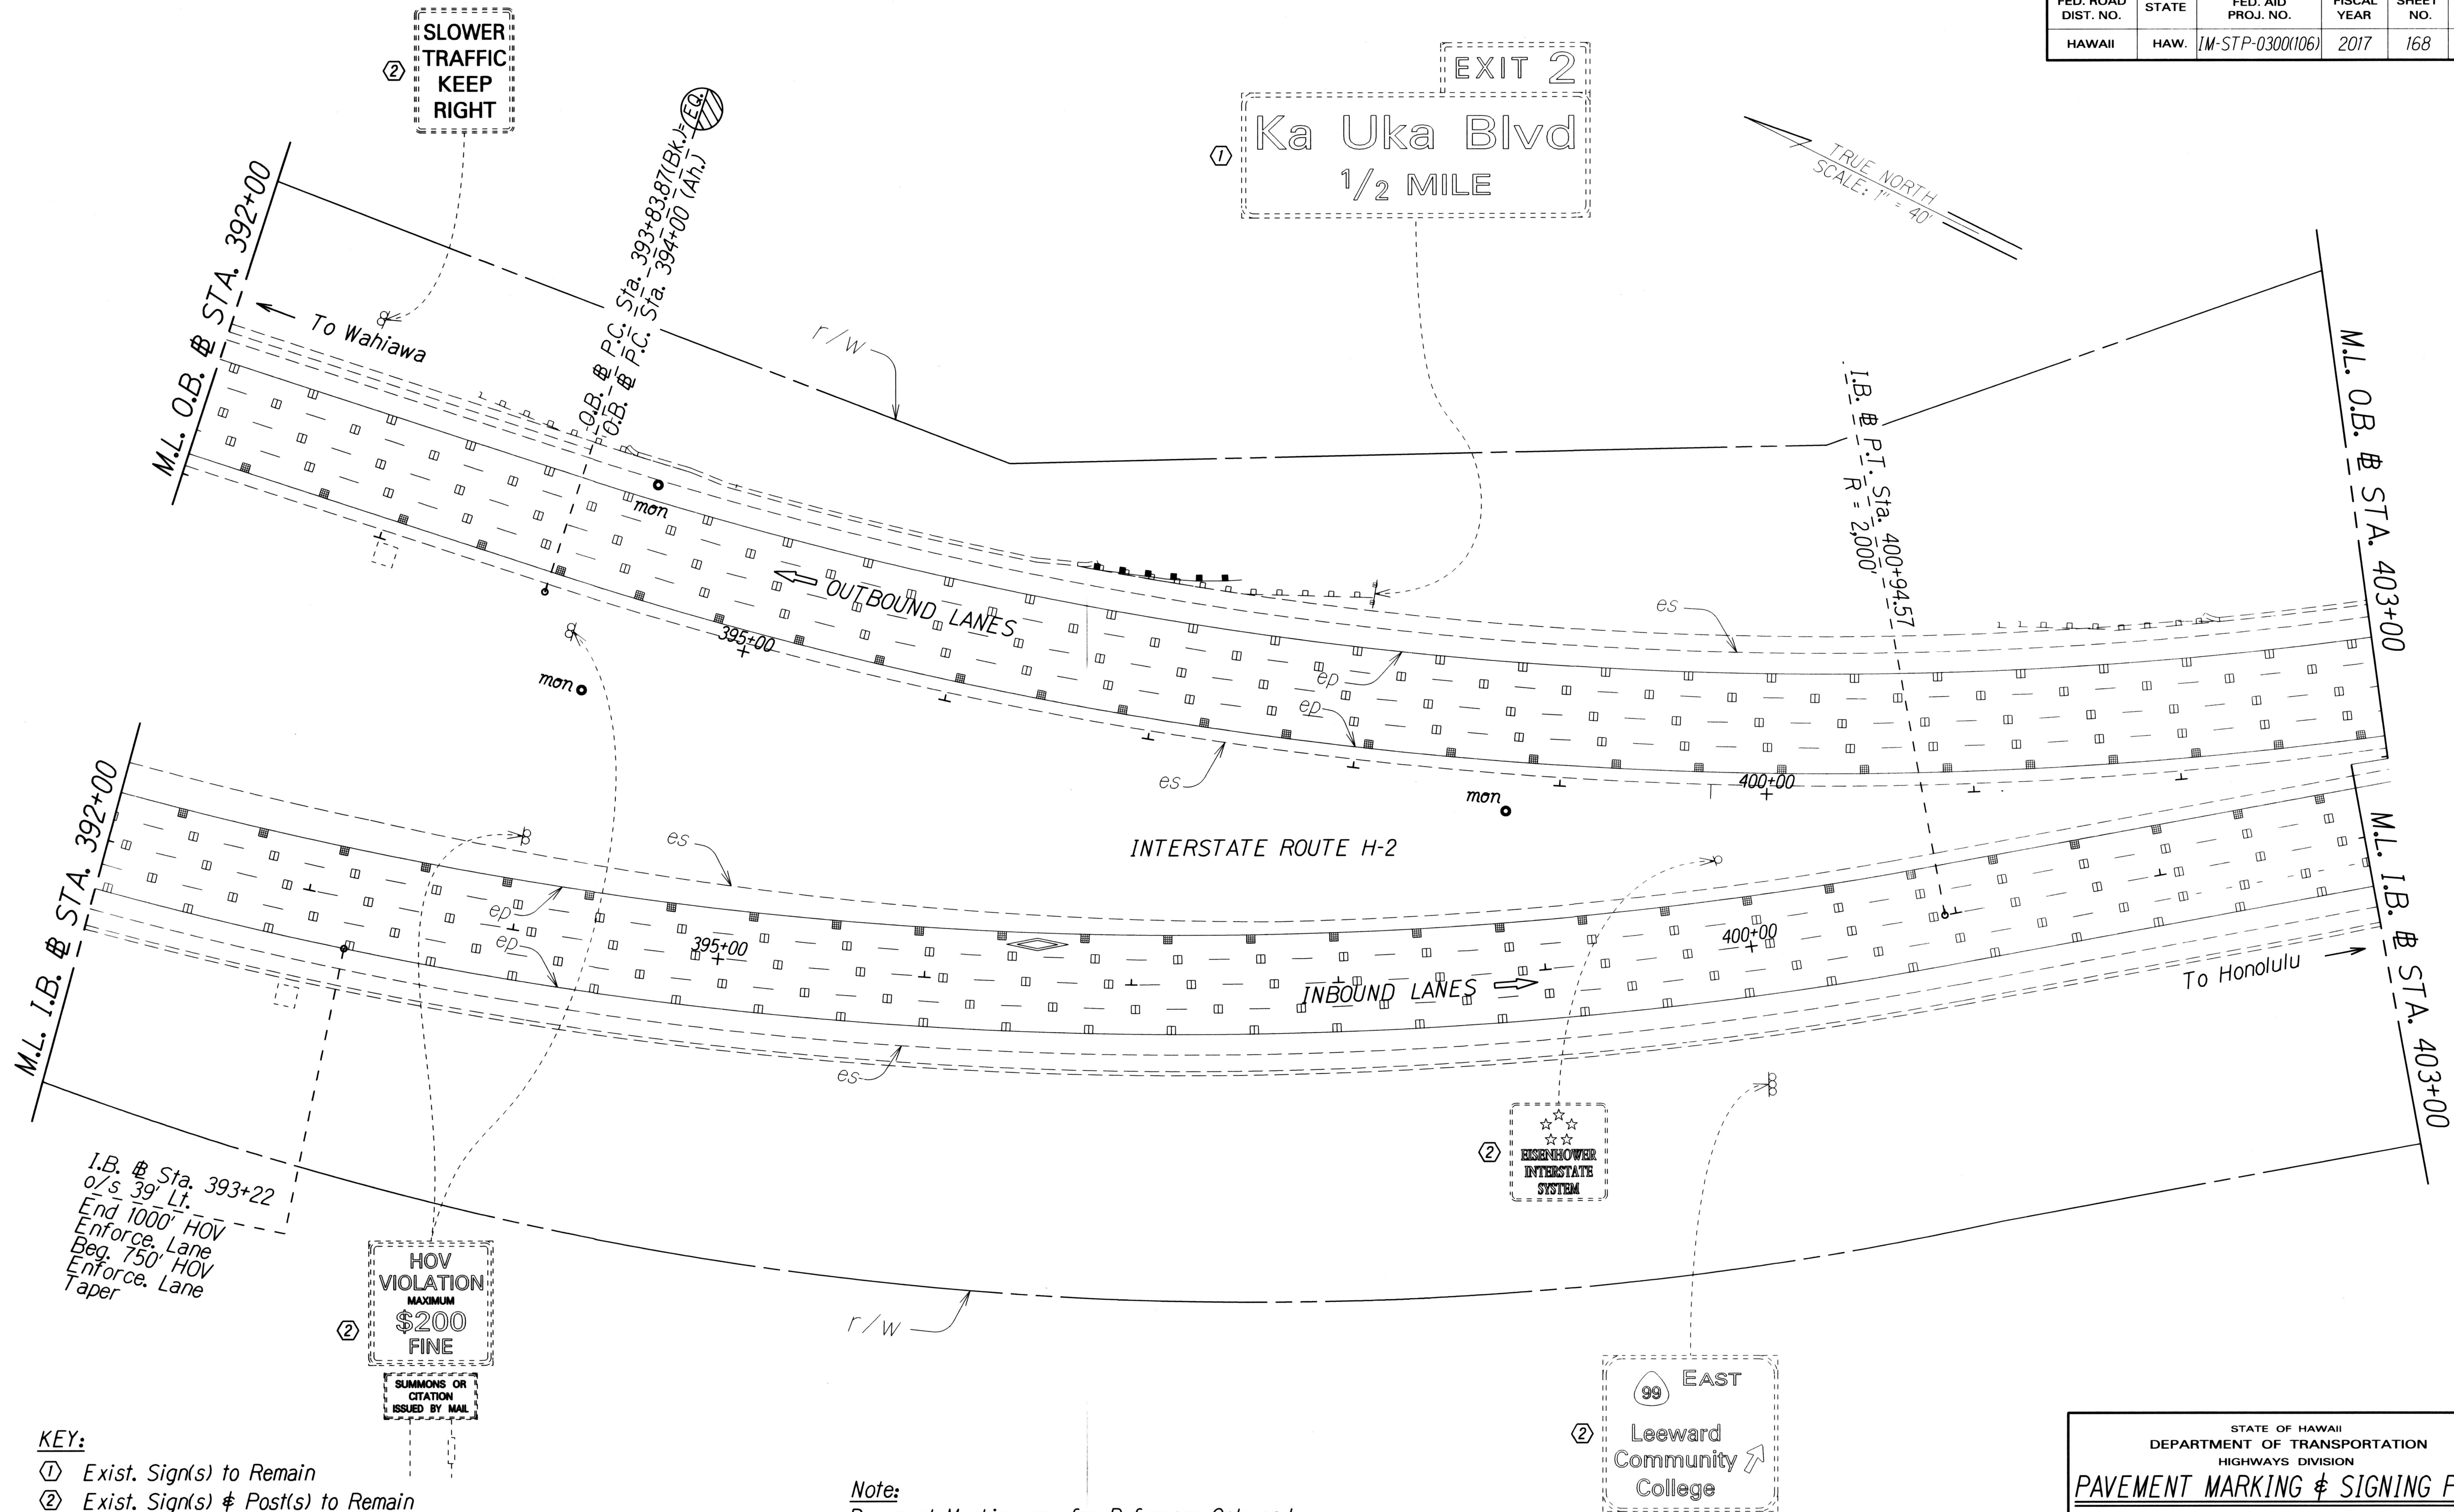 FED. ROAD DIST. NO.
STATE
FED. AID PROJ. NO.
FISCAL YEAR
SHEET NO.
HAWAII
HAW.
IM-STP-0300(106)
2017
168
SLOWER
TRAFFIC
KEEP
RIGHT
2
EXIT 2
Ka Uka Blvd
1/2 MILE
1
TRUE NORTH
SCALE: 1" = 40'
M.L. O.B. ℄ STA. 392+00
To Wahiawa
O.B. ℄ P.C. Sta. 393+83.87(Bk.)=
O.B. ℄ P.C. Sta. 394+00 (Ah.)
EQ.
r/w
mon
OUTBOUND LANES
395+00
mon
I.B. ℄ P.T. Sta. 400+94.57
R = 2,000'
M.L. O.B. ℄ STA. 403+00
es
ep
ep
es
mon
400+00
INTERSTATE ROUTE H-2
M.L. I.B. ℄ STA. 392+00
es
ep
ep
395+00
400+00
INBOUND LANES
To Honolulu
es
M.L. I.B. ℄ STA. 403+00
I.B. ℄ Sta. 393+22
o/s 39' Lt.
End 1000' HOV
Enforce. Lane
Beg. 750' HOV
Enforce. Lane
Taper
HOV
VIOLATION
MAXIMUM
$200
FINE
2
SUMMONS OR
CITATION
ISSUED BY MAIL
r/w
EISENHOWER
INTERSTATE
SYSTEM
2
99 EAST
Leeward
Community
College
2
KEY:
1 Exist. Sign(s) to Remain
2 Exist. Sign(s) & Post(s) to Remain
Note:
STATE OF HAWAII
DEPARTMENT OF TRANSPORTATION
HIGHWAYS DIVISION
PAVEMENT MARKING & SIGNING P